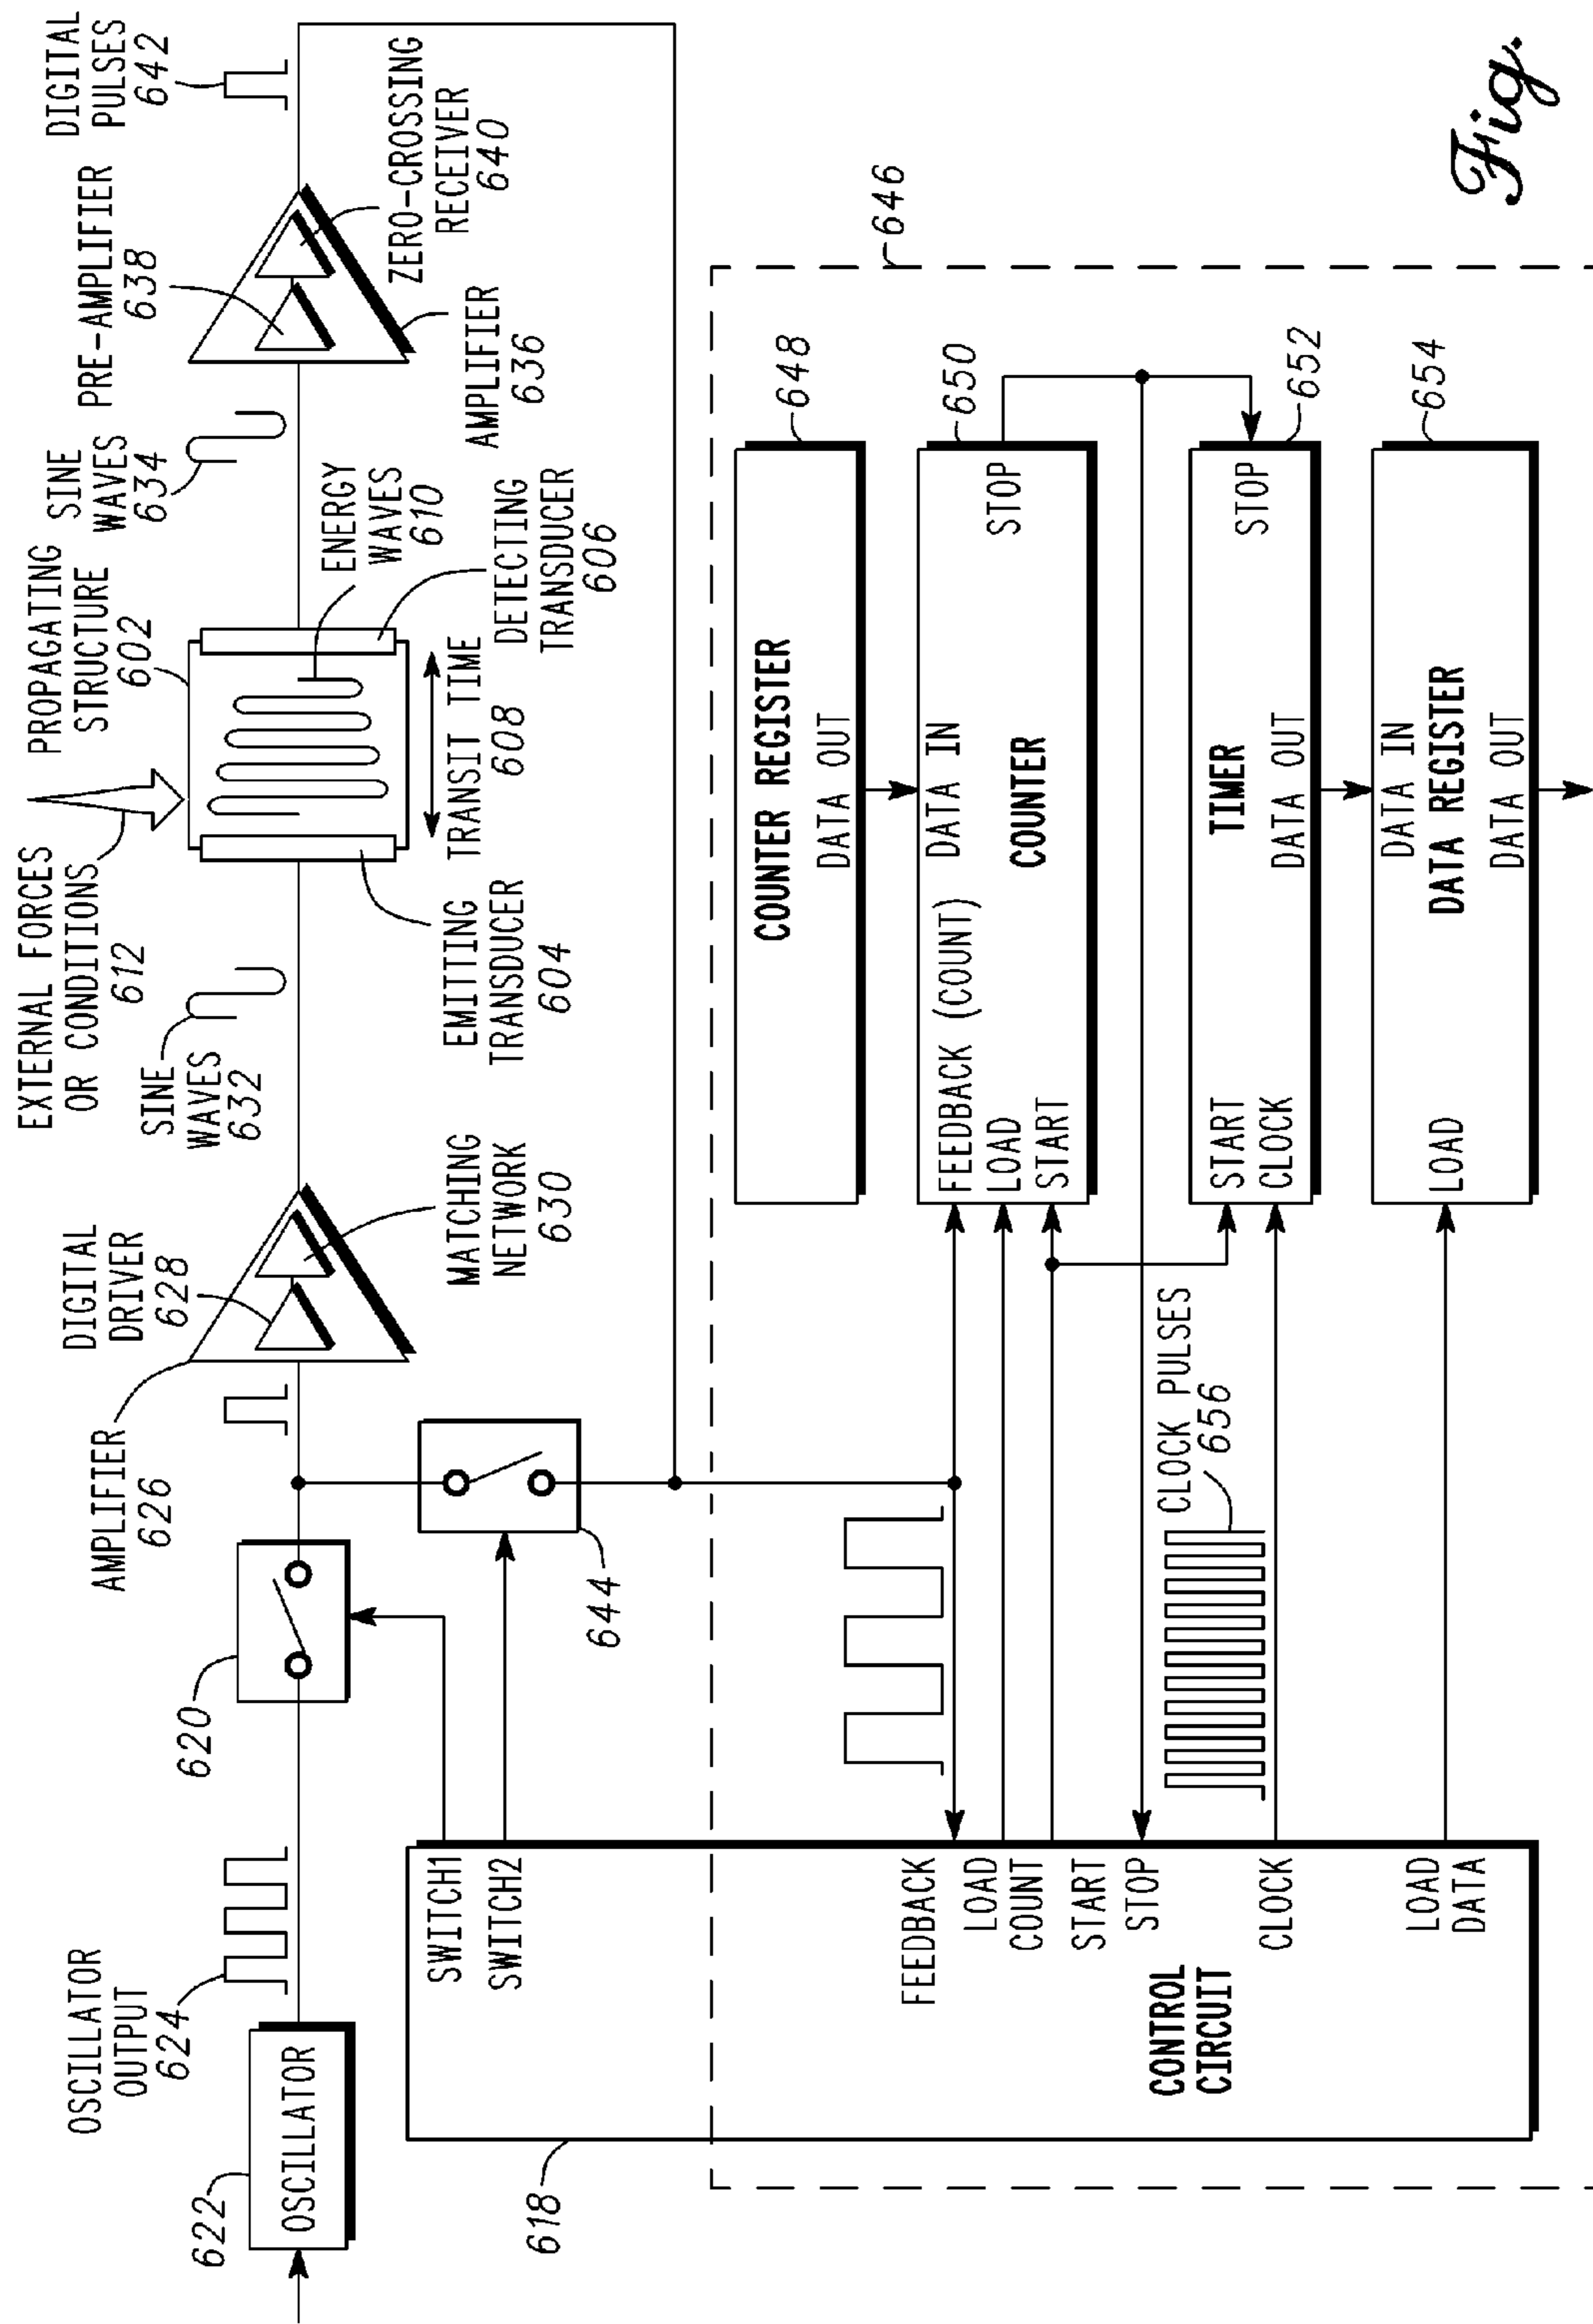 EXTERNAL FORCES
OR CONDITIONS
612
PROPAGATING
STRUCTURE
602
OSCILLATOR
OUTPUT
624
DIGITAL
DRIVER
628
SINE
WAVES
632
SINE
WAVES
634
PRE-AMPLIFIER
638
DIGITAL
PULSES
642
622
OSCILLATOR
620
AMPLIFIER
626
MATCHING
NETWORK
630
EMITTING
TRANSDUCER
604
TRANSIT TIME
608
ENERGY
WAVES
610
DETECTING
TRANSDUCER
606
AMPLIFIER
636
ZERO-CROSSING
RECEIVER
640
618
SWITCH1
SWITCH2
644
646
FEEDBACK
LOAD
COUNT
START
STOP
CLOCK
LOAD
DATA
CONTROL
CIRCUIT
CLOCK PULSES
656
COUNTER REGISTER
DATA OUT
648
FEEDBACK (COUNT)
LOAD
START
DATA IN
COUNTER
STOP
650
START
CLOCK
TIMER
DATA OUT
STOP
652
LOAD
DATA IN
DATA REGISTER
DATA OUT
654
Fig.